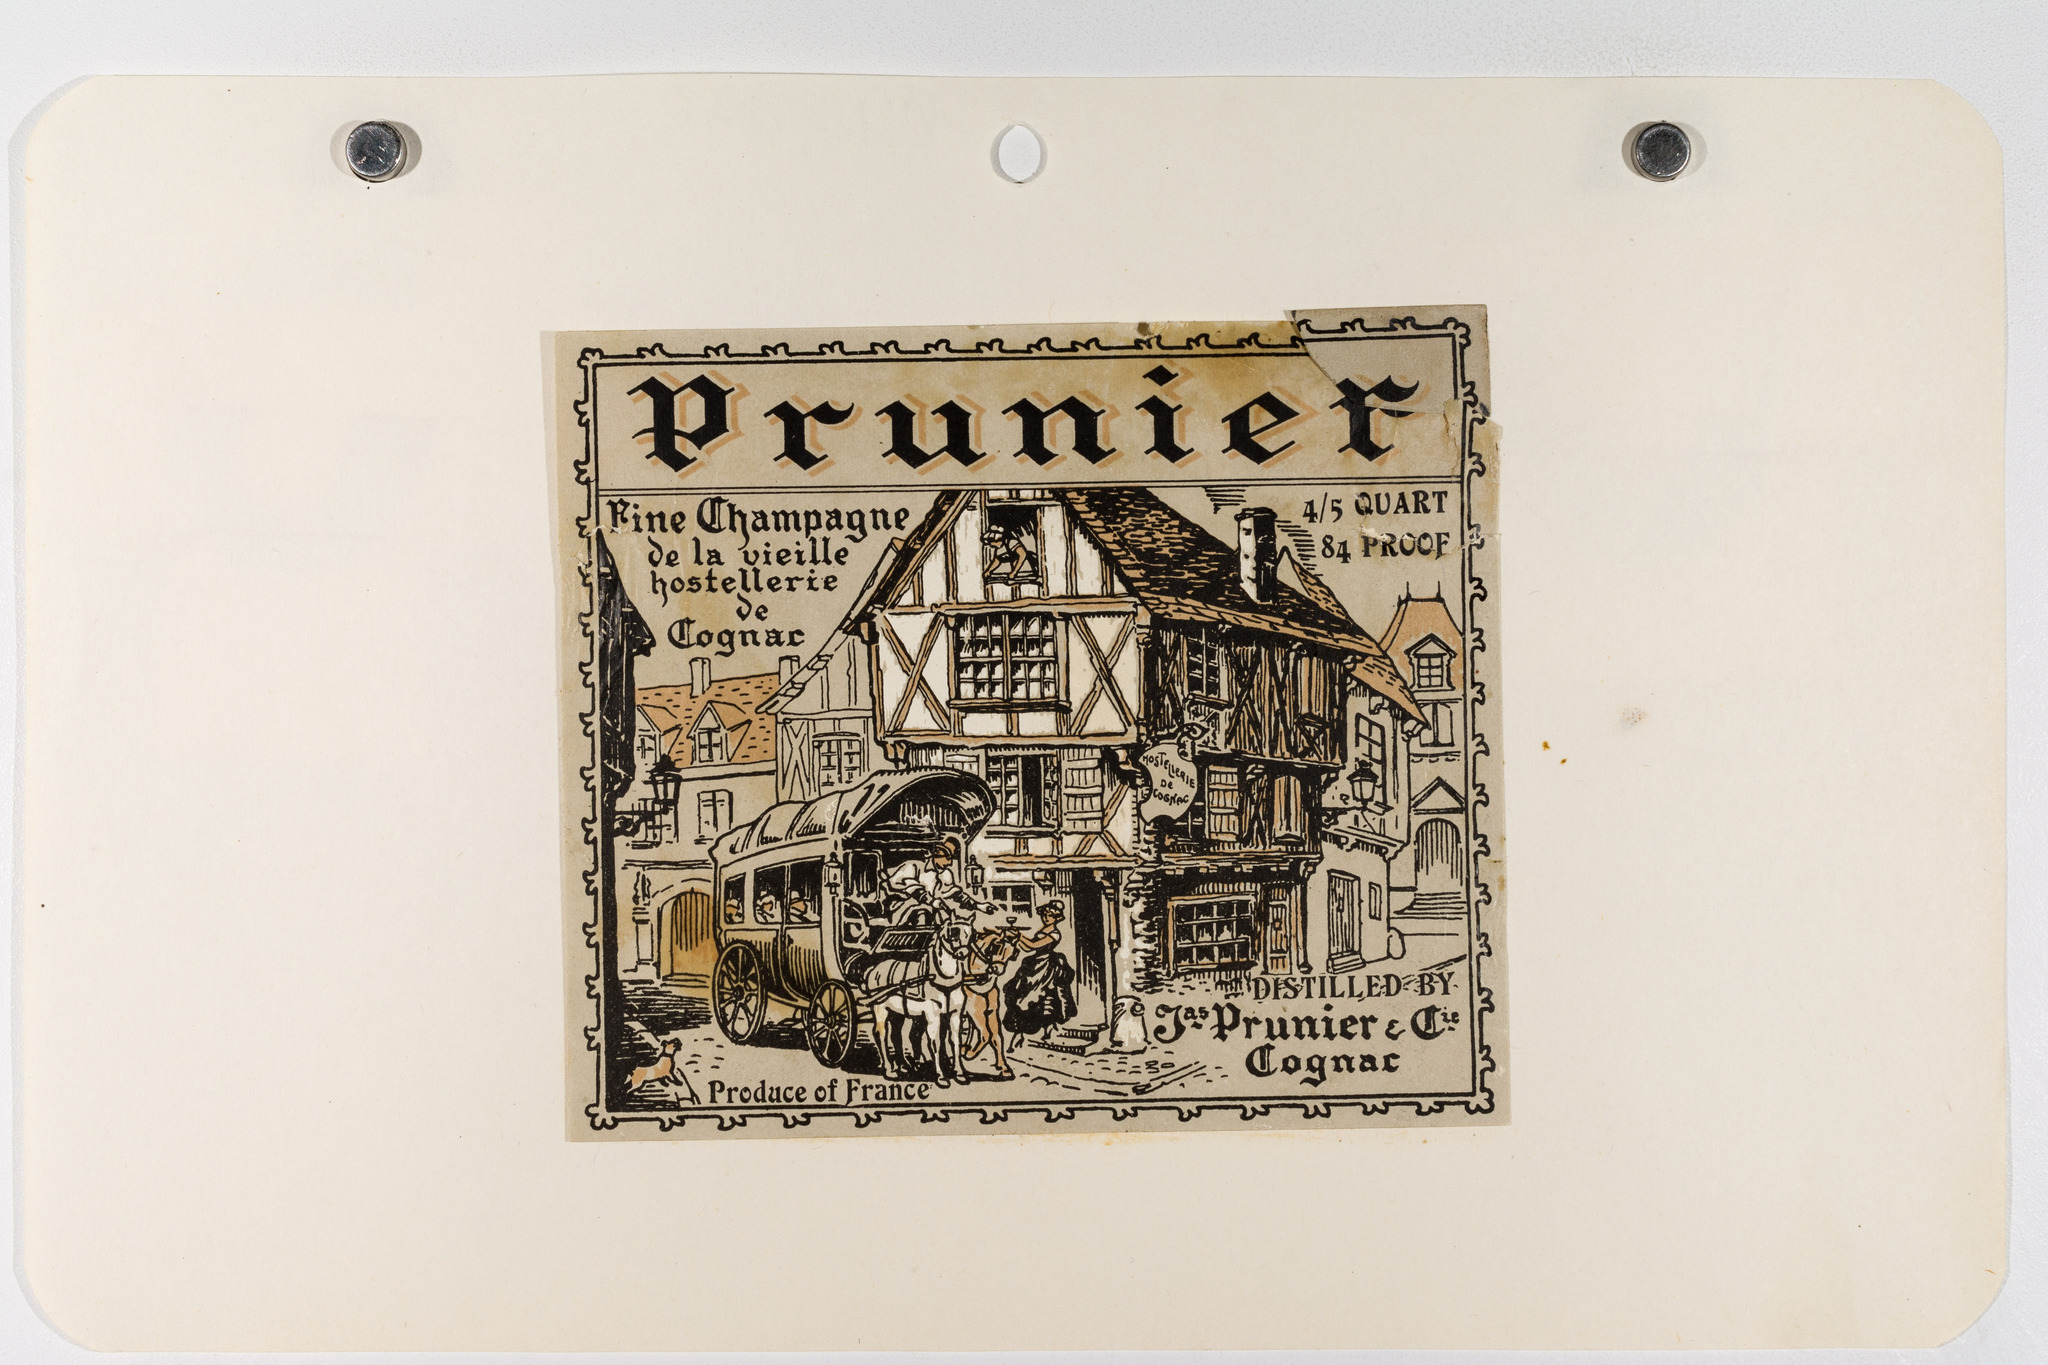 Prunier
Fine Champagne
de la vieille
hostellerie
de
Cognac
4/5 QUART
84 PROOF
HOSTELLERIE
DE
COGNAC
DISTILLED BY
Jas Prunier & Cie
Cognac
Produce of France